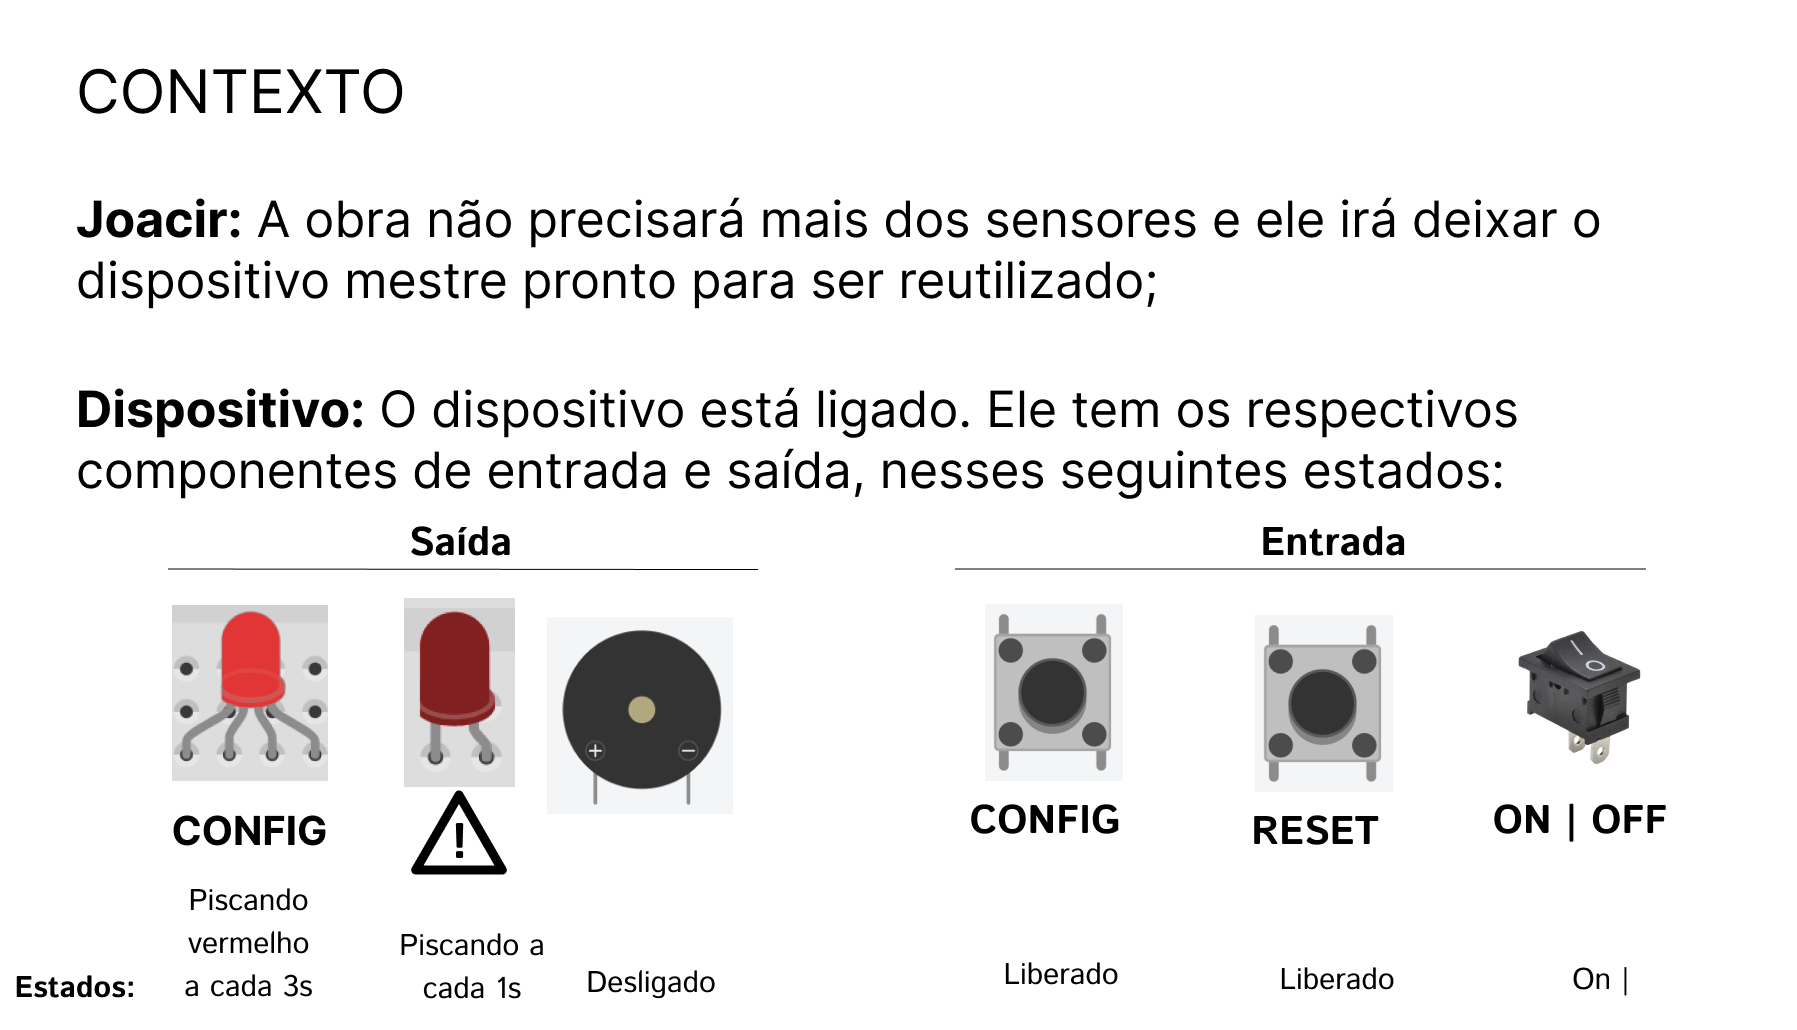 CONTEXTO
Joacir: A obra não precisará mais dos sensores e ele irá deixar o
dispositivo mestre pronto para ser reutilizado;
Dispositivo: O dispositivo está ligado. Ele tem os respectivos
componentes de entrada e saída, nesses seguintes estados:
Saída
Entrada
CONFIG
!
CONFIG
RESET
ON | OFF
Estados:
Piscando
vermelho
a cada 3s
Piscando a
cada 1s
Desligado
Liberado
Liberado
On |